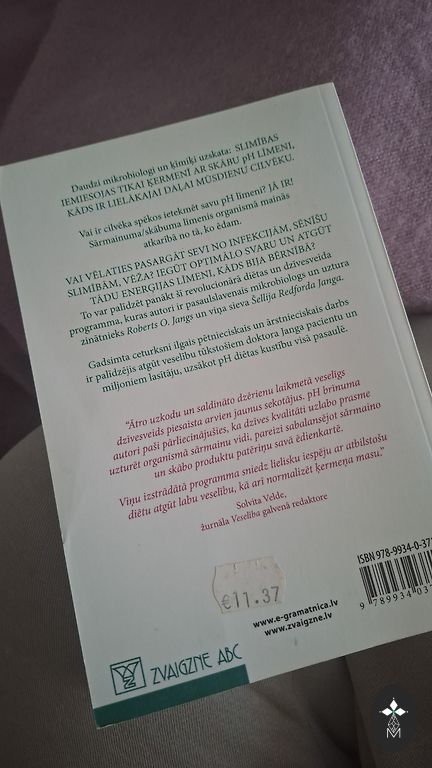 Daudzi mikrobiologi un ķīmiķi uzskata: SLIMĪBAS
IEMIESOJAS TIKAI ĶERMENĪ AR SKĀBU pH LĪMENI,
KĀDS IR LIELĀKAJAI DAĻAI MŪSDIENU CILVĒKU.
Vai ir cilvēka spēkos ietekmēt savu pH līmeni? JĀ IR!
Sārmainuma/skābuma līmenis organismā mainās
atkarībā no tā, ko ēdam.
VAI VĒLATIES PASARGĀT SEVI NO INFEKCIJĀM, SĒNĪŠU
SLIMĪBĀM, VĒŽA? IEGŪT OPTIMĀLO SVARU UN ATGŪT
TĀDU ENERĢIJAS LĪMENI, KĀDS BIJA BĒRNĪBĀ?
To var palīdzēt panākt šī revolucionārā diētas un dzīvesveida
programma, kuras autori ir pasaulslavenais mikrobiologs un uztura
zinātnieks Roberts O. Jangs un viņa sieva Šellija Redforda Janga.
Gadsimta ceturksni ilgais pētnieciskais un ārstnieciskais darbs
ir palīdzējis atgūt veselību tūkstošiem doktora Janga pacientu un
miljoniem lasītāju, uzsākot pH diētas kustību visā pasaulē.
"Ātro uzkodu un saldināto dzērienu laikmetā veselīgs
dzīvesveids piesaista arvien jaunus sekotājus. pH brīnuma
autori paši pārliecinājušies, ka dzīves kvalitāti uzlabo prasme
uzturēt organismā sārmainu vidi, pareizi sabalansējot sārmaino
un skābo produktu patēriņu savā ēdienkartē.
Viņu izstrādātā programma sniedz lielisku iespēju ar atbilstošu
diētu atgūt labu veselību, kā arī normalizēt ķermeņa masu."
Solvita Velde,
žurnāla Veselība galvenā redaktore
ISBN 978-9934-0-37
€11.37
www.e-gramatnica.lv
www.zvaigzne.lv
9 789934 03
ZVAIGZNE ABC
M